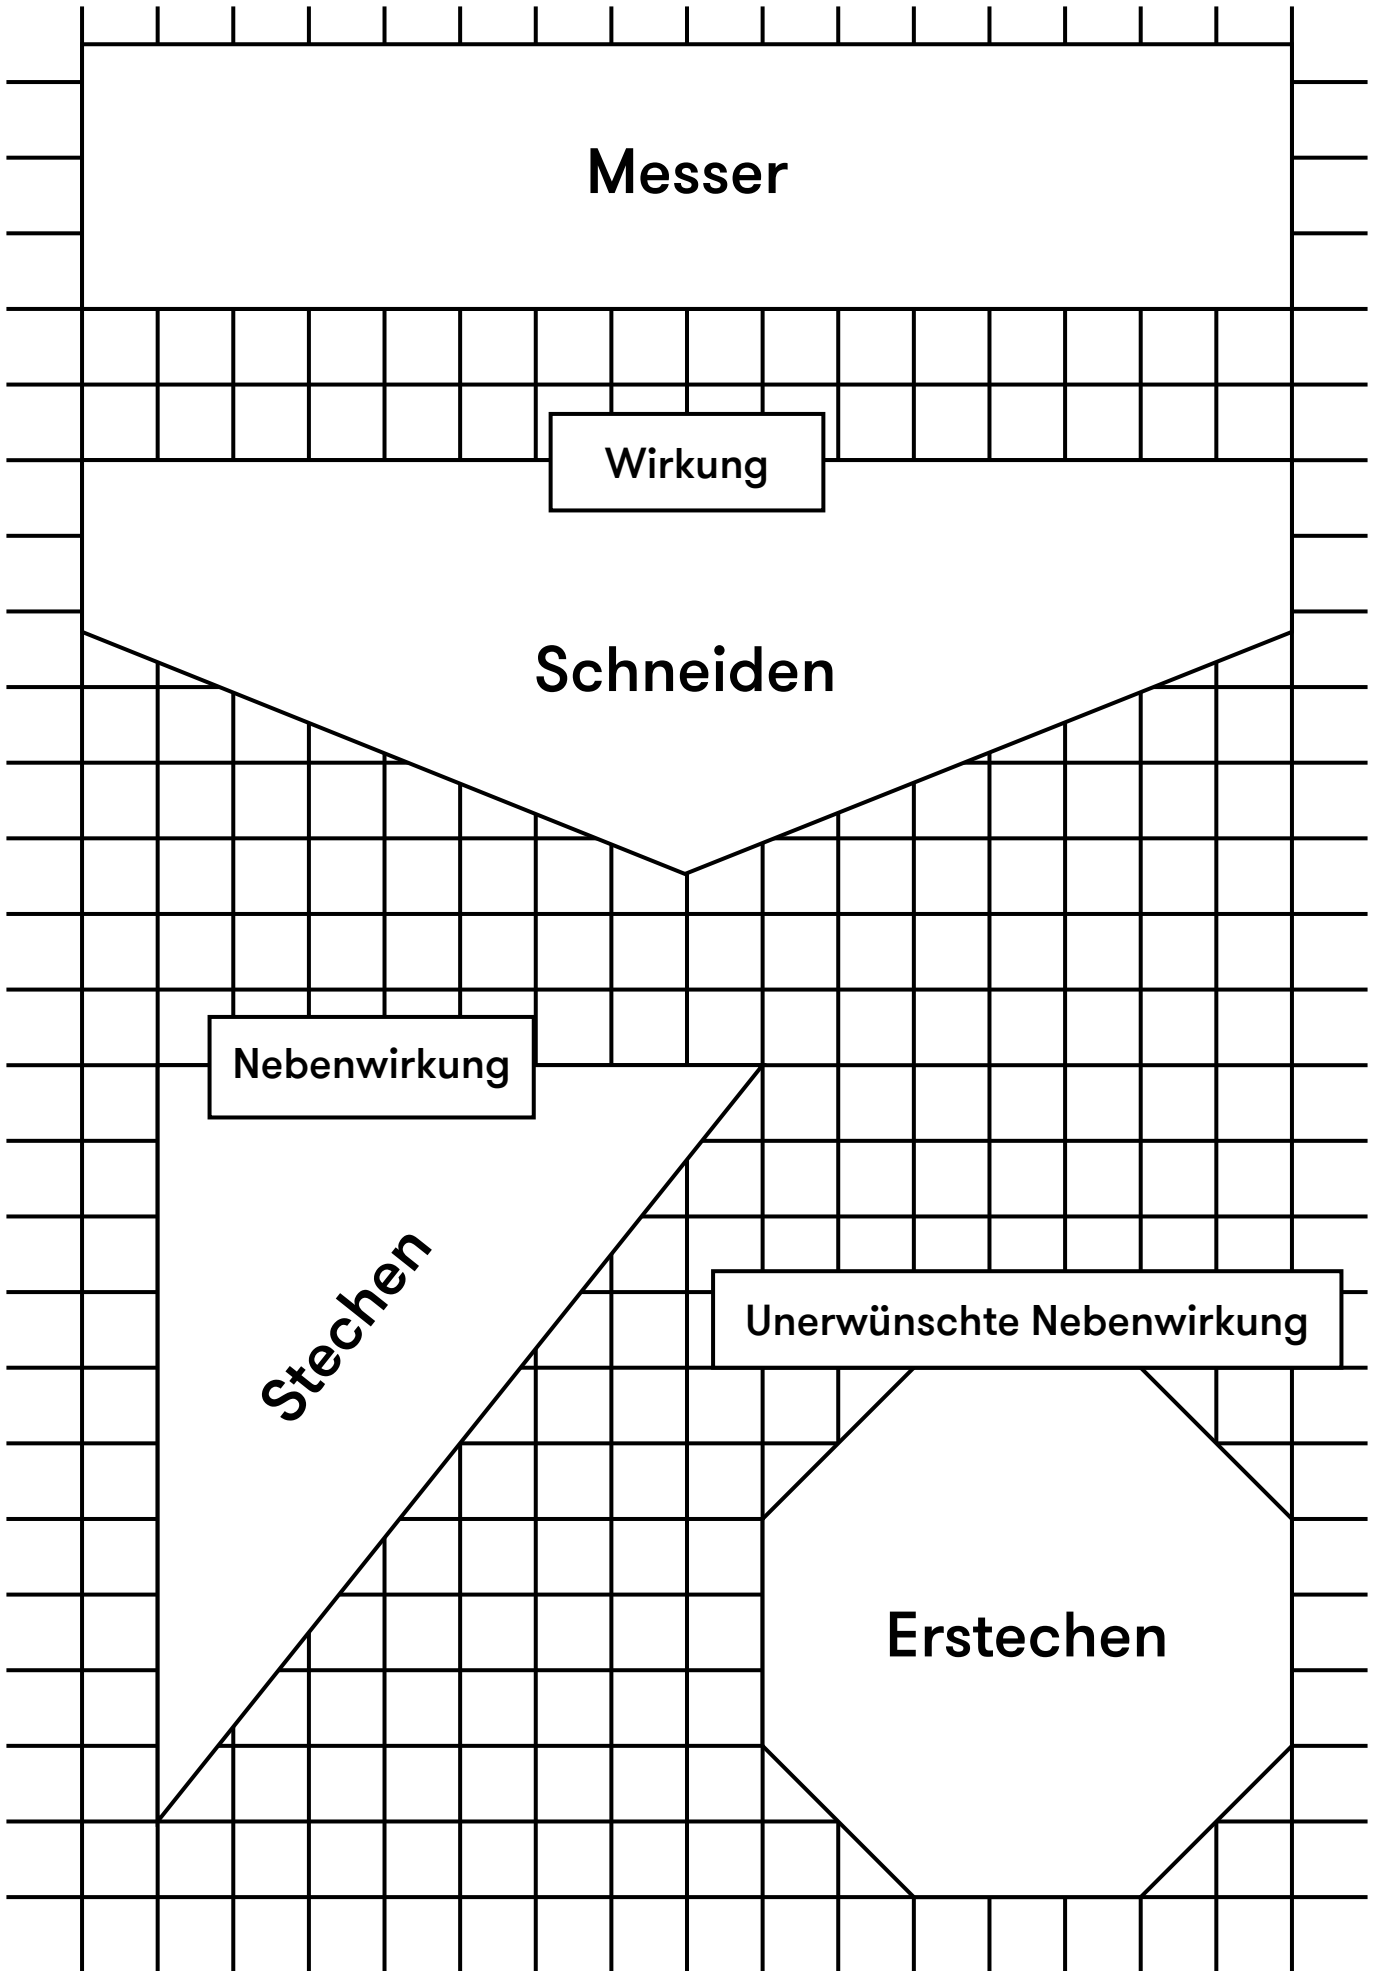 Messer
Wirkung
Schneiden
Nebenwirkung
Stechen
Unerwünschte Nebenwirkung
Erstechen